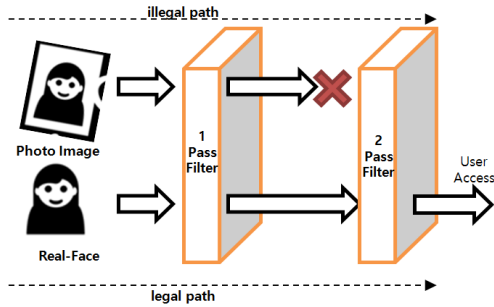 illegal path
Photo Image
1
Pass
Filter
2
Pass
Filter
User
Access
Real-Face
legal path